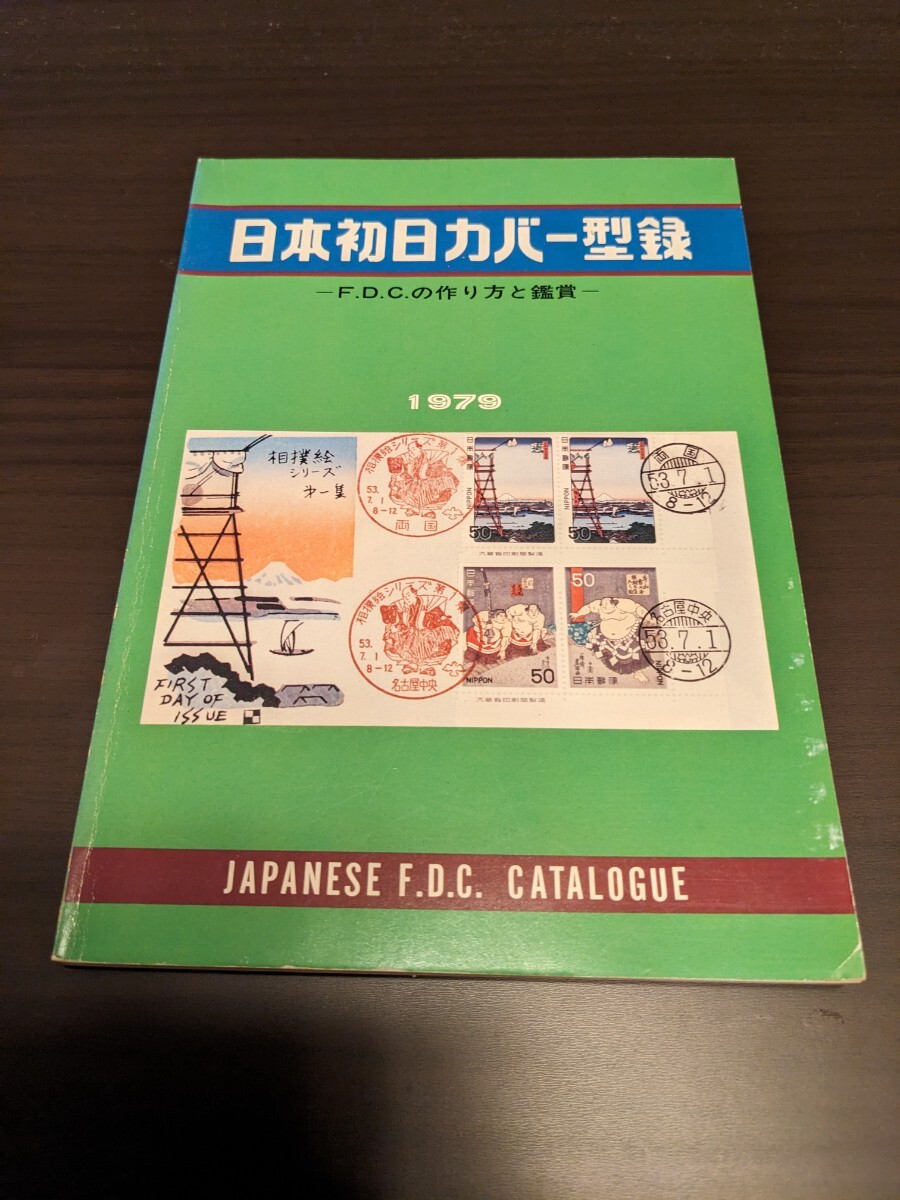 日本初日カバー型録
−F.D.C.の作り方と鑑賞−
1979
相撲絵
シリーズ
才一集
FIRST
DAY OF
ISSUE
相撲絵シリーズ第1集
53.
7.1
8-12
両国
日本郵便
NIPPON
50
日本郵便
NIPPON
50
大蔵省印刷局製造
両国
53.7.1
8-12
相撲絵シリーズ第1集
53.
7.1
8-12
名古屋中央
日本郵便
NIPPON
50
50
日本郵便
NIPPON
大蔵省印刷局製造
名古屋中央
53.7.1
8-12
JAPANESE F.D.C. CATALOGUE